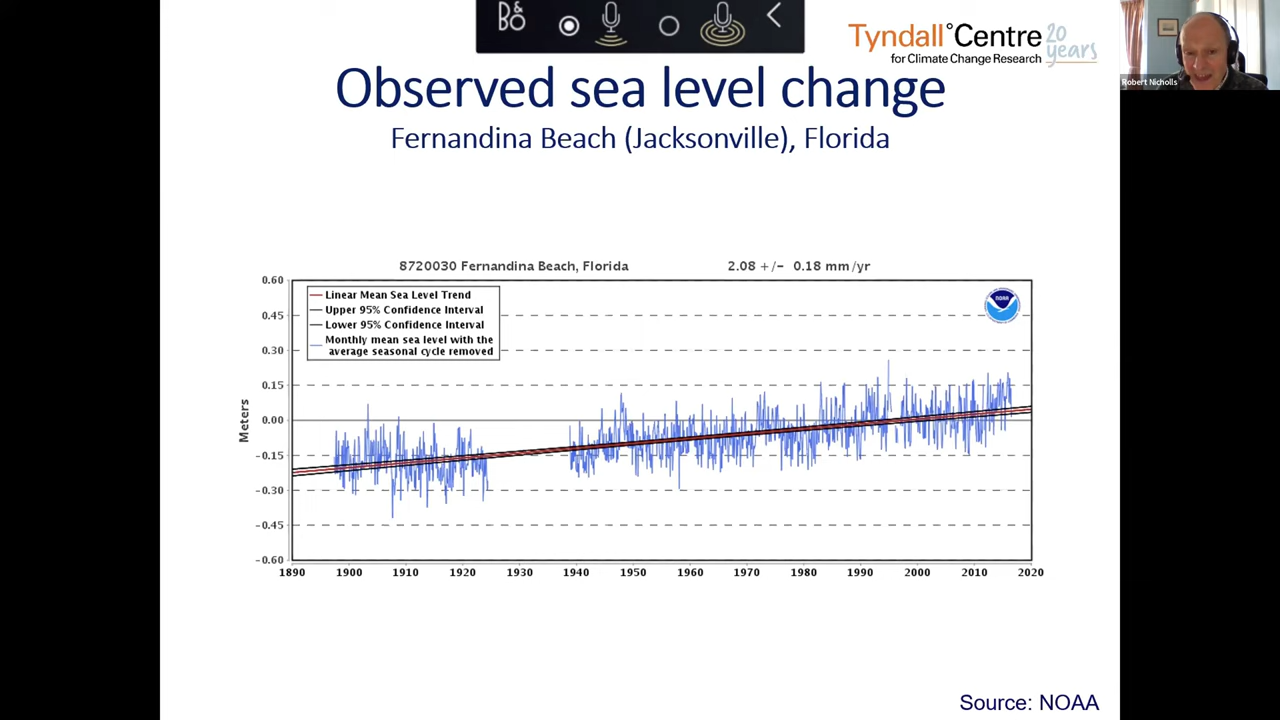 B&O
Tyndall°Centre
for Climate Change Research
20 years
Robert Nicholls
Observed sea level change
Fernandina Beach (Jacksonville), Florida
8720030 Fernandina Beach, Florida 2.08 +/- 0.18 mm/yr
Linear Mean Sea Level Trend
Upper 95% Confidence Interval
Lower 95% Confidence Interval
Monthly mean sea level with the
average seasonal cycle removed
NOAA
Meters
0.60
0.45
0.30
0.15
0.00
-0.15
-0.30
-0.45
-0.60
1890 1900 1910 1920 1930 1940 1950 1960 1970 1980 1990 2000 2010 2020
Source: NOAA